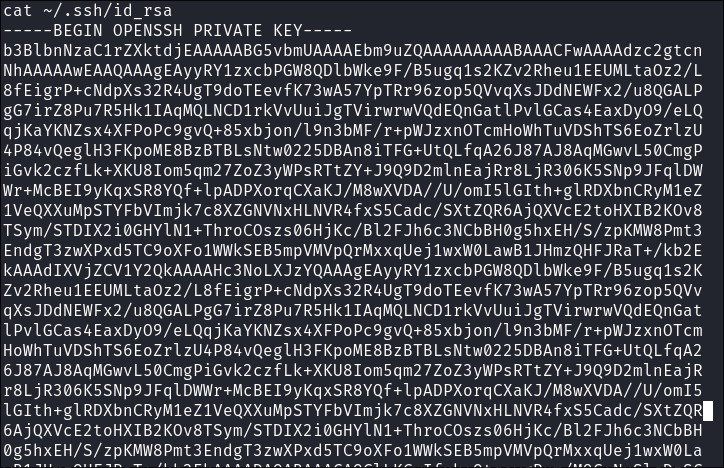 cat ~/.ssh/id_rsa
-----BEGIN OPENSSH PRIVATE KEY-----
b3BlbnNzaC1rZXktdjEAAAAABG5vbmUAAAAEbm9uZQAAAAAAAAABAAACFwAAAAdzc2gtcn
NhAAAAAwEAAQAAAgEAyyRY1zxcbPGW8QDlbWke9F/B5ugq1s2KZv2Rheu1EEUMLtaOz2/L
8fEigrP+cNdpXs32R4UgT9doTEevfK73wA57YpTRr96zop5QVvqXsJDdNEWFx2/u8QGALP
gG7irZ8Pu7R5Hk1IAqMQLNCD1rkVvUuiJgTVirwrwVQdEQnGatlPvlGCas4EaxDyO9/eLQ
qjKaYKNZsx4XFPoPc9gvQ+85xbjon/l9n3bMF/r+pWJzxnOTcmHoWhTuVDShTS6EoZrlzU
4P84vQeglH3FKpoME8BzBTBLsNtw0225DBAn8iTFG+UtQLfqA26J87AJ8AqMGwvL50CmgP
iGvk2czfLk+XKU8Iom5qm27ZoZ3yWPsRTtZY+J9Q9D2mlnEajRr8LjR306K5SNp9JFqlDW
Wr+McBEI9yKqxSR8YQf+lpADPXorqCXaKJ/M8wXVDA//U/omI5lGIth+glRDXbnCRyM1eZ
1VeQXXuMpSTYFbVImjk7c8XZGNVNxHLNVR4fxS5Cadc/SXtZQR6AjQXVcE2toHXIB2KOv8
TSym/STDIX2i0GHYlN1+ThroCOszs06HjKc/Bl2FJh6c3NCbBH0g5hxEH/S/zpKMW8Pmt3
EndgT3zwXPxd5TC9oXFo1WWkSEB5mpVMVpQrMxxqUej1wxW0LawB1JHmzQHFJRaT+/kb2E
kAAAdIXVjZCV1Y2QkAAAAHc3NoLXJzYQAAAgEAyyRY1zxcbPGW8QDlbWke9F/B5ugq1s2K
Zv2Rheu1EEUMLtaOz2/L8fEigrP+cNdpXs32R4UgT9doTEevfK73wA57YpTRr96zop5QVv
qXsJDdNEWFx2/u8QGALPgG7irZ8Pu7R5Hk1IAqMQLNCD1rkVvUuiJgTVirwrwVQdEQnGat
lPvlGCas4EaxDyO9/eLQqjKaYKNZsx4XFPoPc9gvQ+85xbjon/l9n3bMF/r+pWJzxnOTcm
HoWhTuVDShTS6EoZrlzU4P84vQeglH3FKpoME8BzBTBLsNtw0225DBAn8iTFG+UtQLfqA2
6J87AJ8AqMGwvL50CmgPiGvk2czfLk+XKU8Iom5qm27ZoZ3yWPsRTtZY+J9Q9D2mlnEajR
r8LjR306K5SNp9JFqlDWWr+McBEI9yKqxSR8YQf+lpADPXorqCXaKJ/M8wXVDA//U/omI5
lGIth+glRDXbnCRyM1eZ1VeQXXuMpSTYFbVImjk7c8XZGNVNxHLNVR4fxS5Cadc/SXtZQR
6AjQXVcE2toHXIB2KOv8TSym/STDIX2i0GHYlN1+ThroCOszs06HjKc/Bl2FJh6c3NCbBH
0g5hxEH/S/zpKMW8Pmt3EndgT3zwXPxd5TC9oXFo1WWkSEB5mpVMVpQrMxxqUej1wxW0La